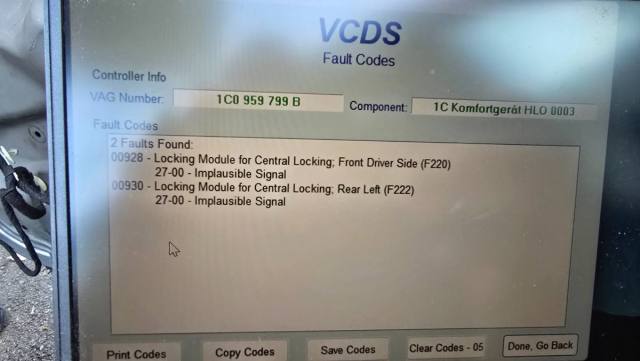 VCDS
Fault Codes
Controller Info
VAG Number: 1C0 959 799 B Component: 1C Komfortgerät HLO 0003
Fault Codes
2 Faults Found:
00928 - Locking Module for Central Locking; Front Driver Side (F220)
27-00 - Implausible Signal
00930 - Locking Module for Central Locking; Rear Left (F222)
27-00 - Implausible Signal
Print Codes Copy Codes Save Codes Clear Codes - 05 Done, Go Back